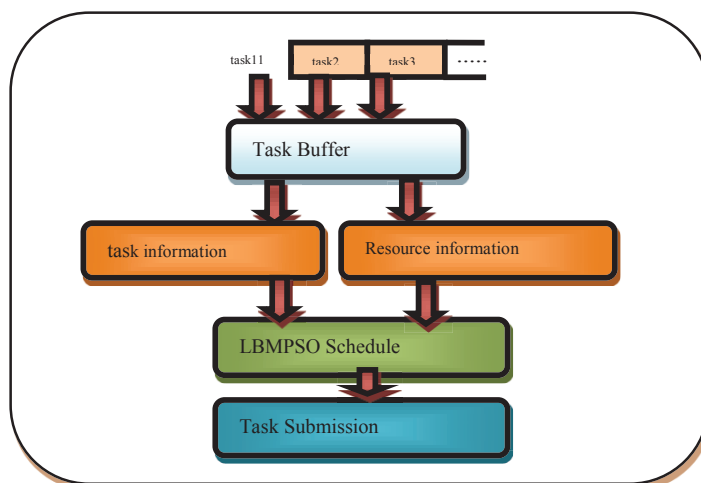 task11 task2 task3 ......
Task Buffer
task information Resource information
LBMPSO Schedule
Task Submission